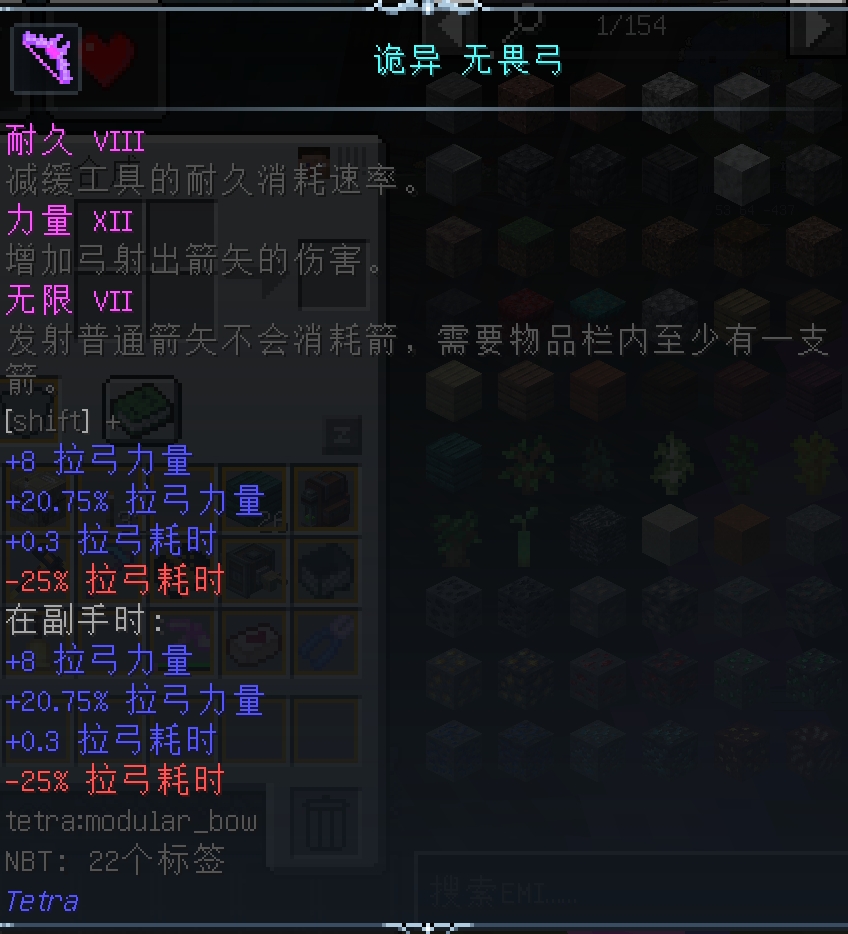 1/154
诡异 无畏弓
耐久 VIII
减缓工具的耐久消耗速率。
力量 XII
增加弓射出箭矢的伤害。
无限 VII
发射普通箭矢不会消耗箭，需要物品栏内至少有一支
箭。
[shift] +
+8 拉弓力量
+20.75% 拉弓力量
+0.3 拉弓耗时
-25% 拉弓耗时
在副手时:
+8 拉弓力量
+20.75% 拉弓力量
+0.3 拉弓耗时
-25% 拉弓耗时
tetra:modular_bow
NBT: 22个标签
搜索EMI......
Tetra